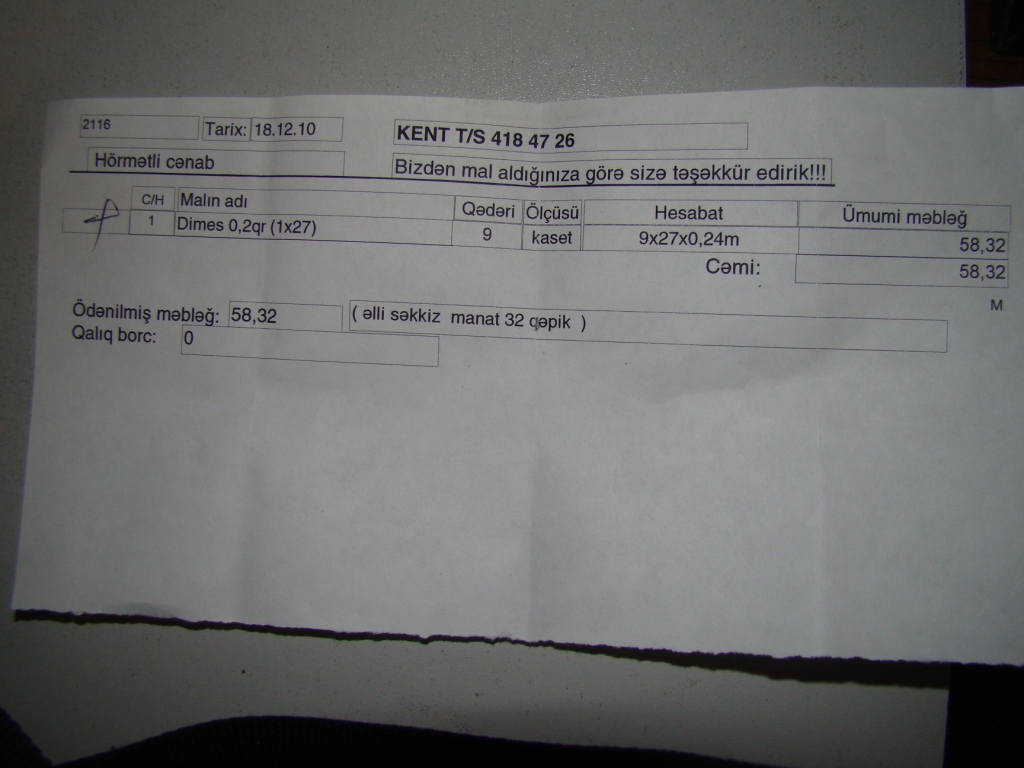 2116 Tarix: 18.12.10 KENT T/S 418 47 26
Hörmətli cənab Bizdən mal aldığınıza görə sizə təşəkkür edirik!!!
C/H Malın adı Qədəri Ölçüsü Hesabat Ümumi məbləğ
1 Dimes 0,2qr (1x27) 9 kaset 9x27x0,24m 58,32
Cəmi: 58,32
M
Ödənilmiş məbləğ: 58,32 ( əlli səkkiz manat 32 qəpik )
Qalıq borc: 0